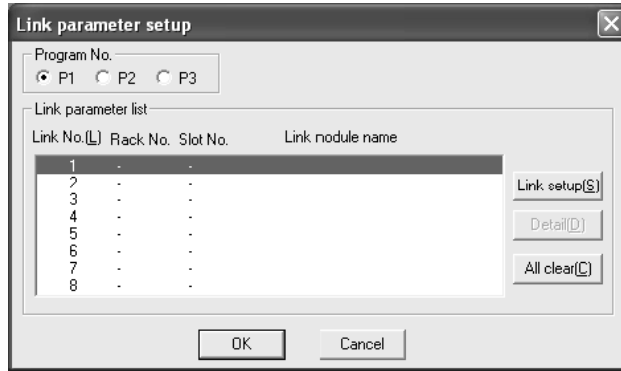 Link parameter setup
Program No.
P1 P2 P3
Link parameter list
Link No.(L) Rack No. Slot No. Link module name
1 - -
2 - -
3 - -
4 - -
5 - -
6 - -
7 - -
8 - -
Link setup(S)
Detail(D)
All clear(C)
OK Cancel